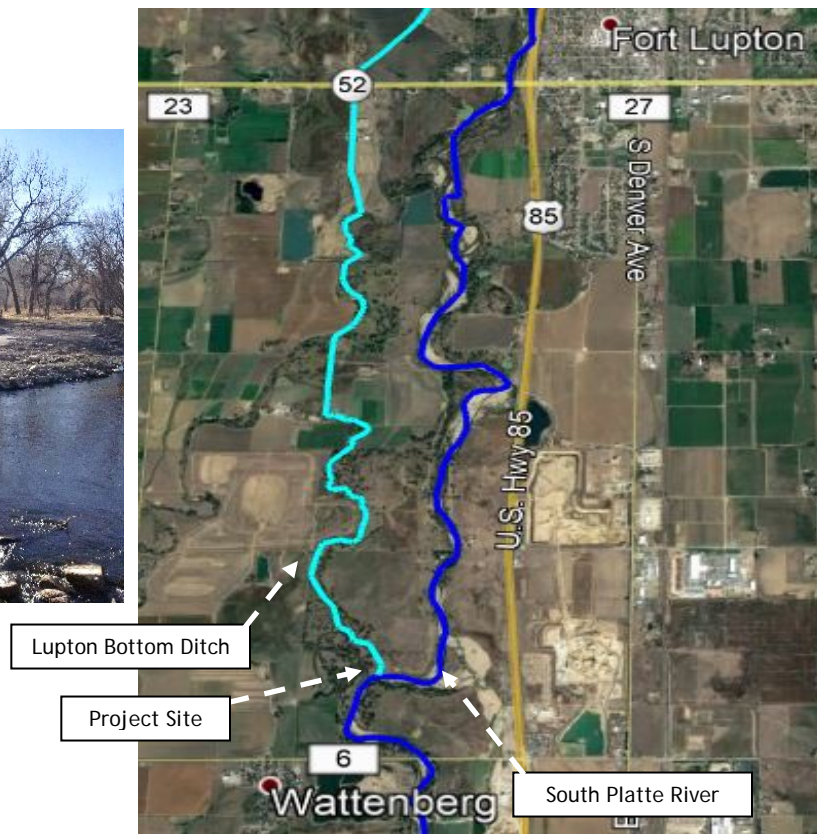 Fort Lupton
52
23
27
S Denver Ave
85
U.S. Hwy 85
Lupton Bottom Ditch
Project Site
6
Wattenberg
South Platte River